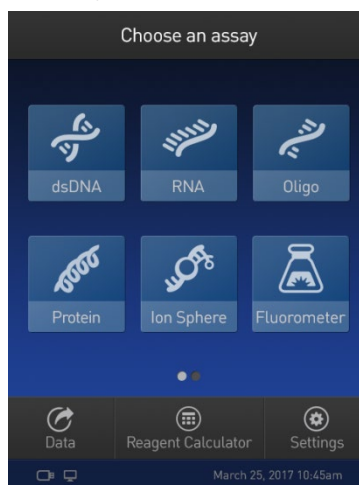 Choose an assay
dsDNA RNA Oligo
Protein Ion Sphere Fluorometer
Data Reagent Calculator Settings
March 25, 2017 10:45am